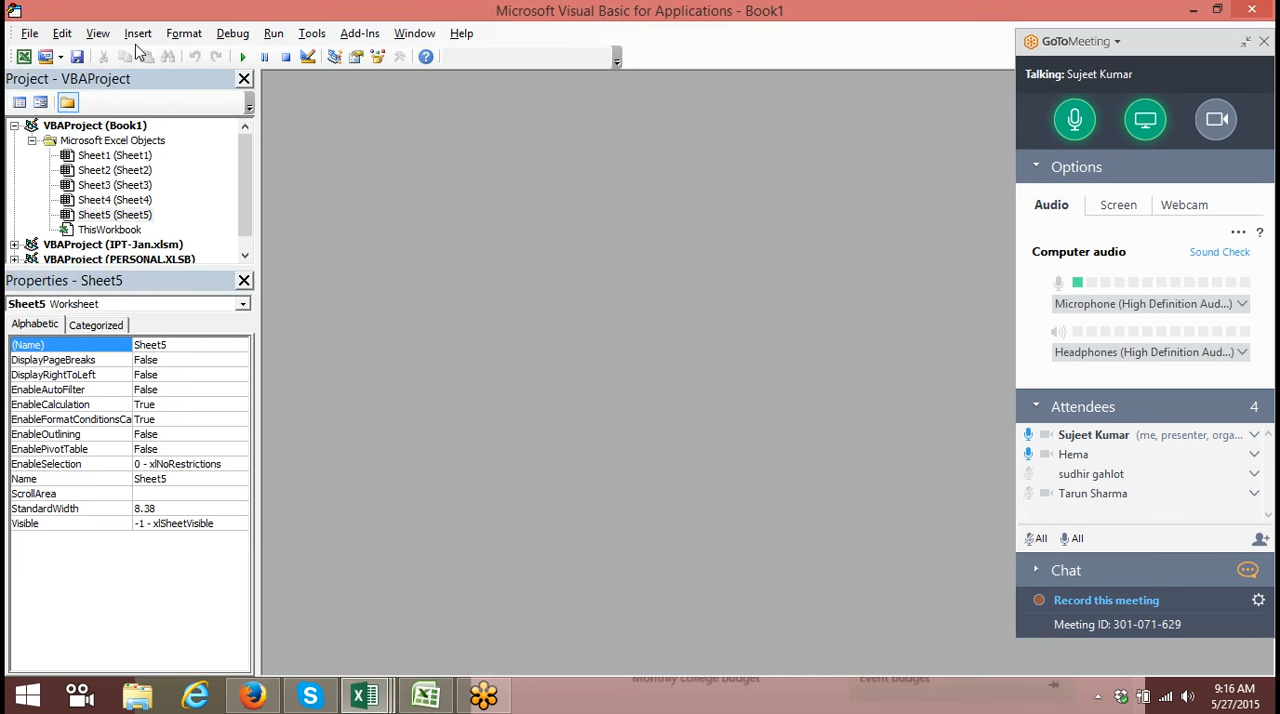 Microsoft Visual Basic for Applications - Book1
File Edit View Insert Format Debug Run Tools Add-Ins Window Help
Project - VBAProject
VBAProject (Book1)
Microsoft Excel Objects
Sheet1 (Sheet1)
Sheet2 (Sheet2)
Sheet3 (Sheet3)
Sheet4 (Sheet4)
Sheet5 (Sheet5)
ThisWorkbook
VBAProject (IPT-Jan.xlsm)
VBAProject (PERSONAL.XLSB)
Properties - Sheet5
Sheet5 Worksheet
Alphabetic Categorized
(Name) Sheet5
DisplayPageBreaks False
DisplayRightToLeft False
EnableAutoFilter False
EnableCalculation True
EnableFormatConditionsCa True
EnableOutlining False
EnablePivotTable False
EnableSelection 0 - xlNoRestrictions
Name Sheet5
ScrollArea
StandardWidth 8.38
Visible -1 - xlSheetVisible
GoToMeeting
Talking: Sujeet Kumar
Options
Audio Screen Webcam
... ?
Computer audio Sound Check
Microphone (High Definition Aud...)
Headphones (High Definition Aud...)
Attendees 4
Sujeet Kumar (me, presenter, orga...
Hema
sudhir gahlot
Tarun Sharma
All All
Chat
Record this meeting
Meeting ID: 301-071-629
Monthly college budget Event budget
9:16 AM
5/27/2015